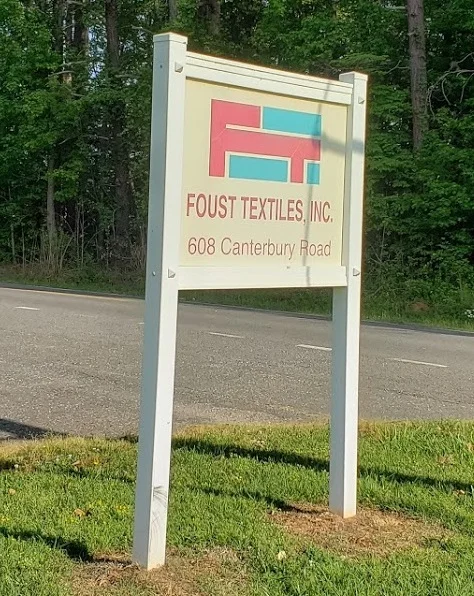 FOUST TEXTILES, INC.
608 Canterbury Road